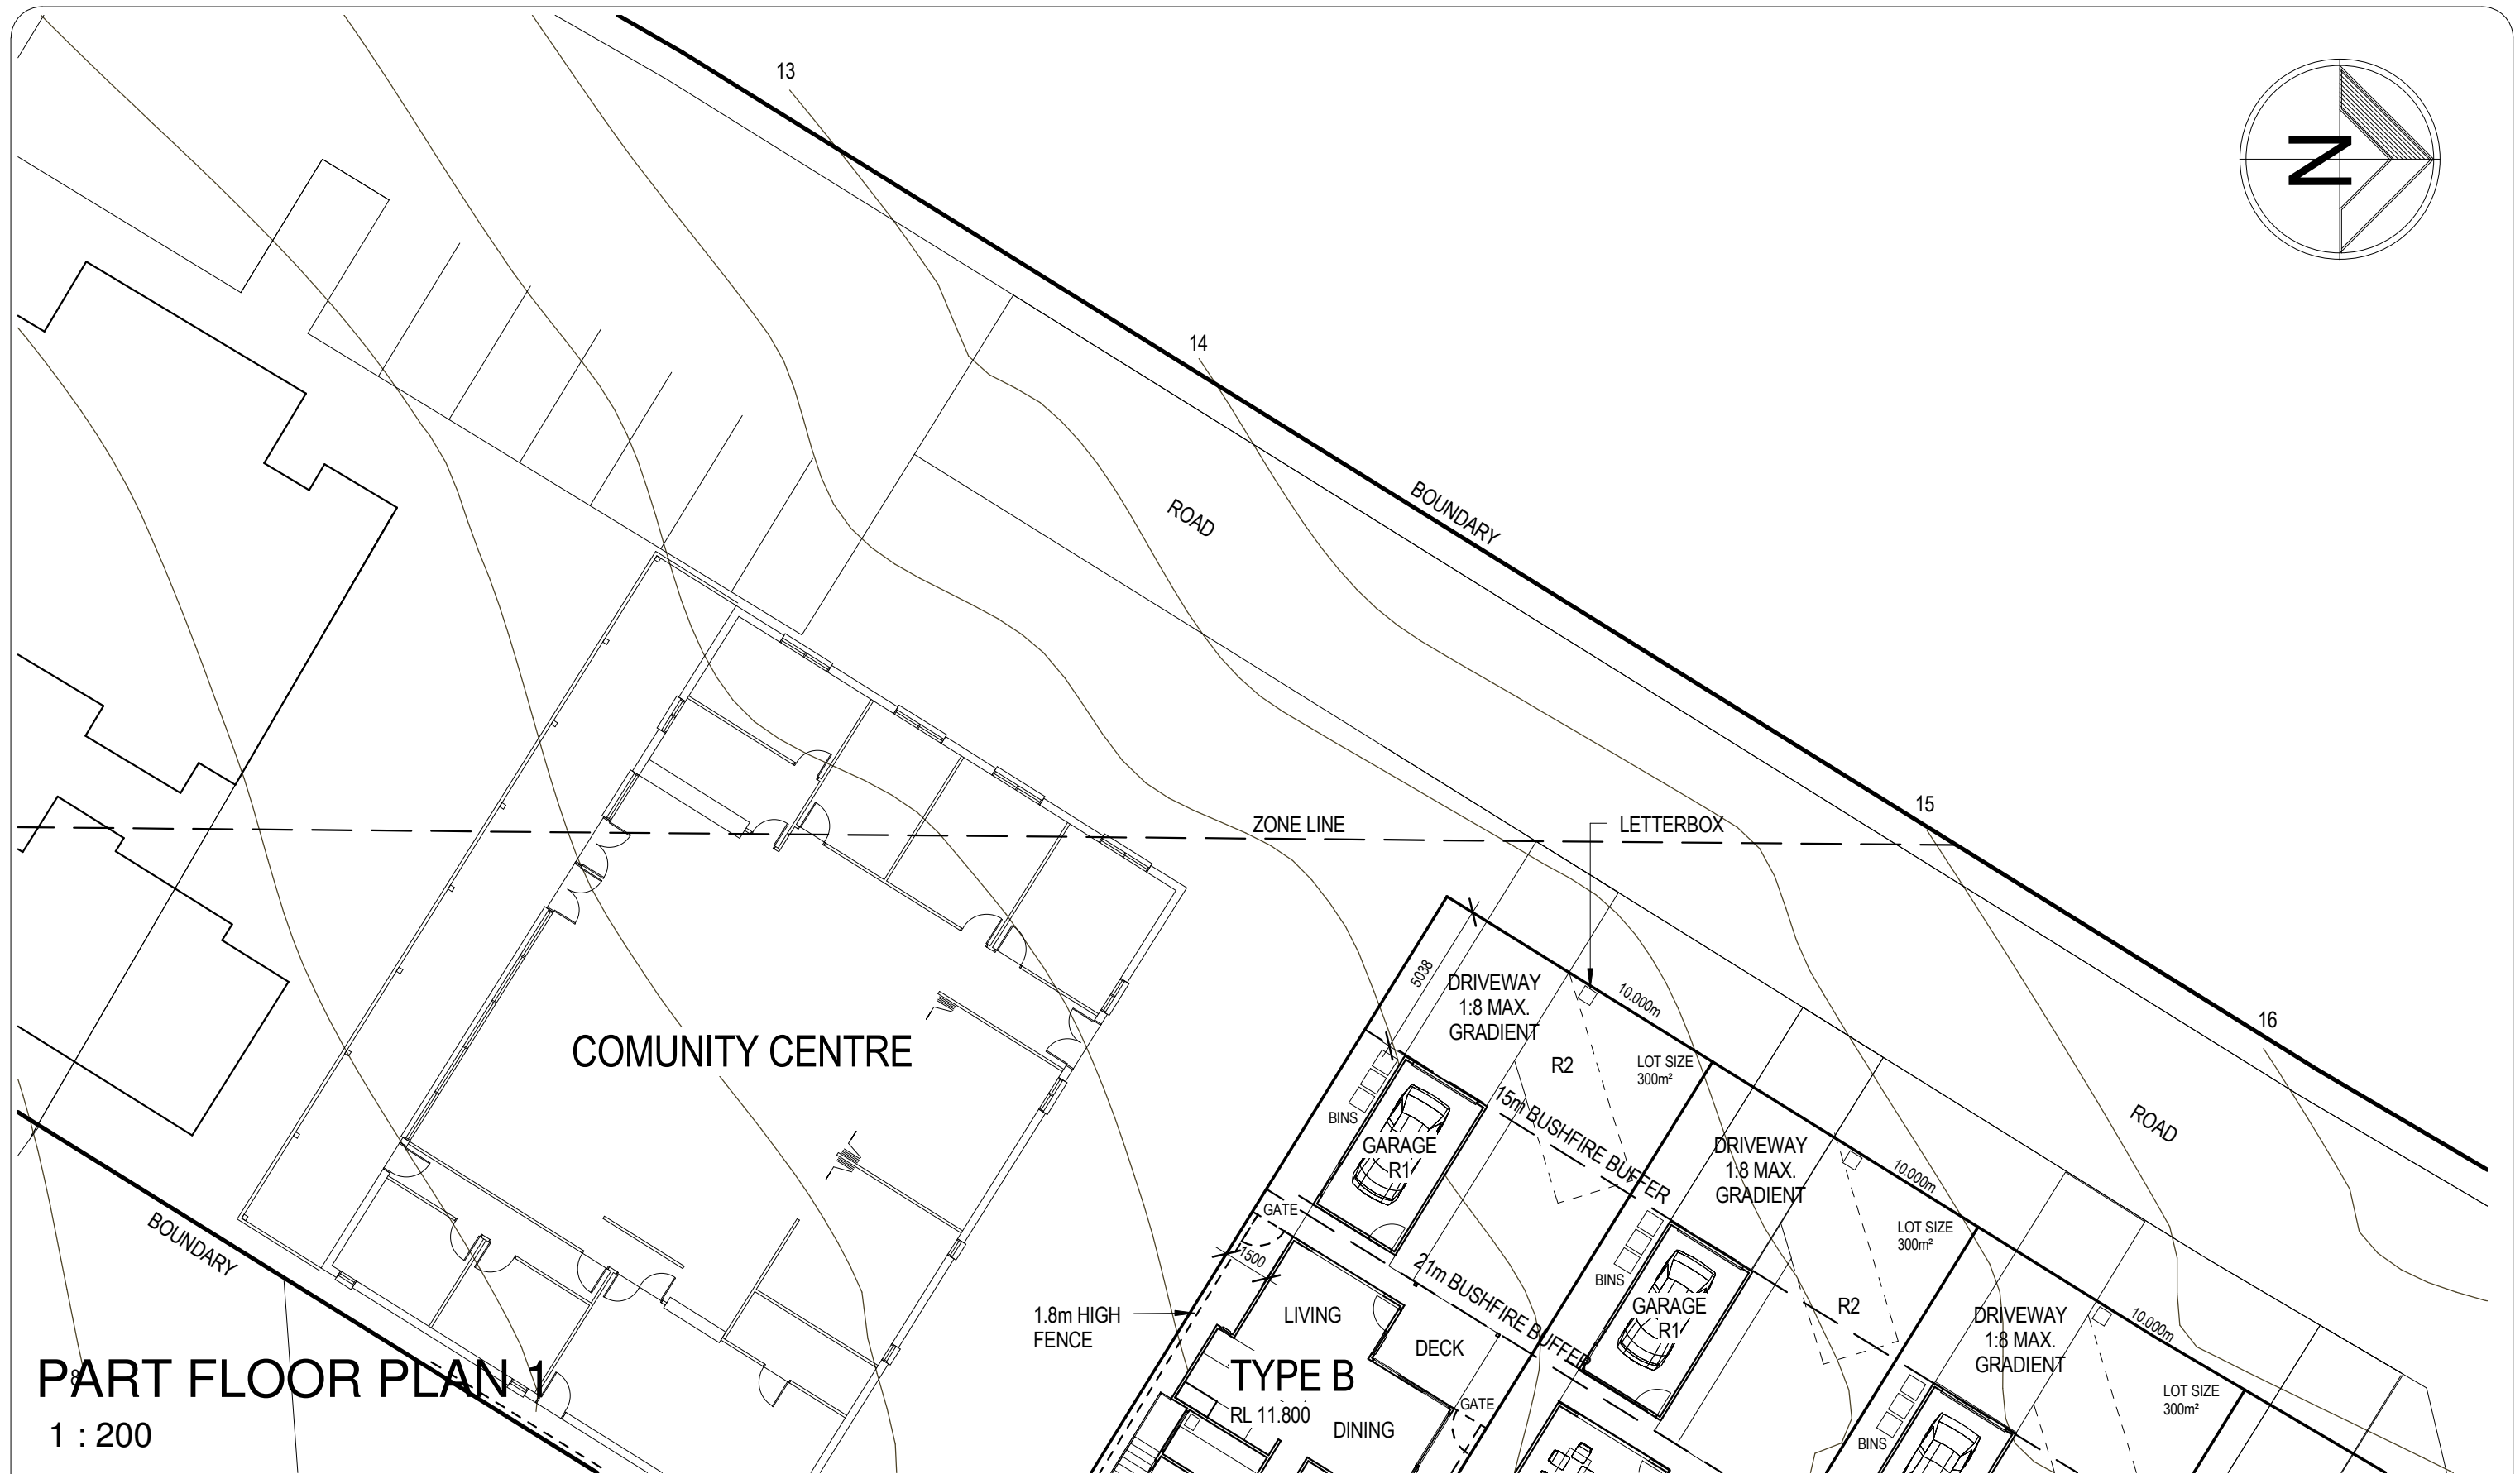 13
N
14
ROAD
BOUNDARY
15
ZONE LINE
LETTERBOX
5038
DRIVEWAY
1:8 MAX.
GRADIENT
10.000m
R2
LOT SIZE
300m²
16
ROAD
COMUNITY CENTRE
BINS
GARAGE
R1
15m BUSHFIRE BUFFER
DRIVEWAY
1:8 MAX.
GRADIENT
10.000m
LOT SIZE
300m²
R2
GATE
1500
BOUNDARY
21m BUSHFIRE BUFFER
BINS
GARAGE
R1
1.8m HIGH
FENCE
LIVING
DECK
DRIVEWAY
1:8 MAX.
GRADIENT
10.000m
LOT SIZE
300m²
TYPE B
RL 11.800
DINING
GATE
BINS
8
PART FLOOR PLAN 1
1 : 200